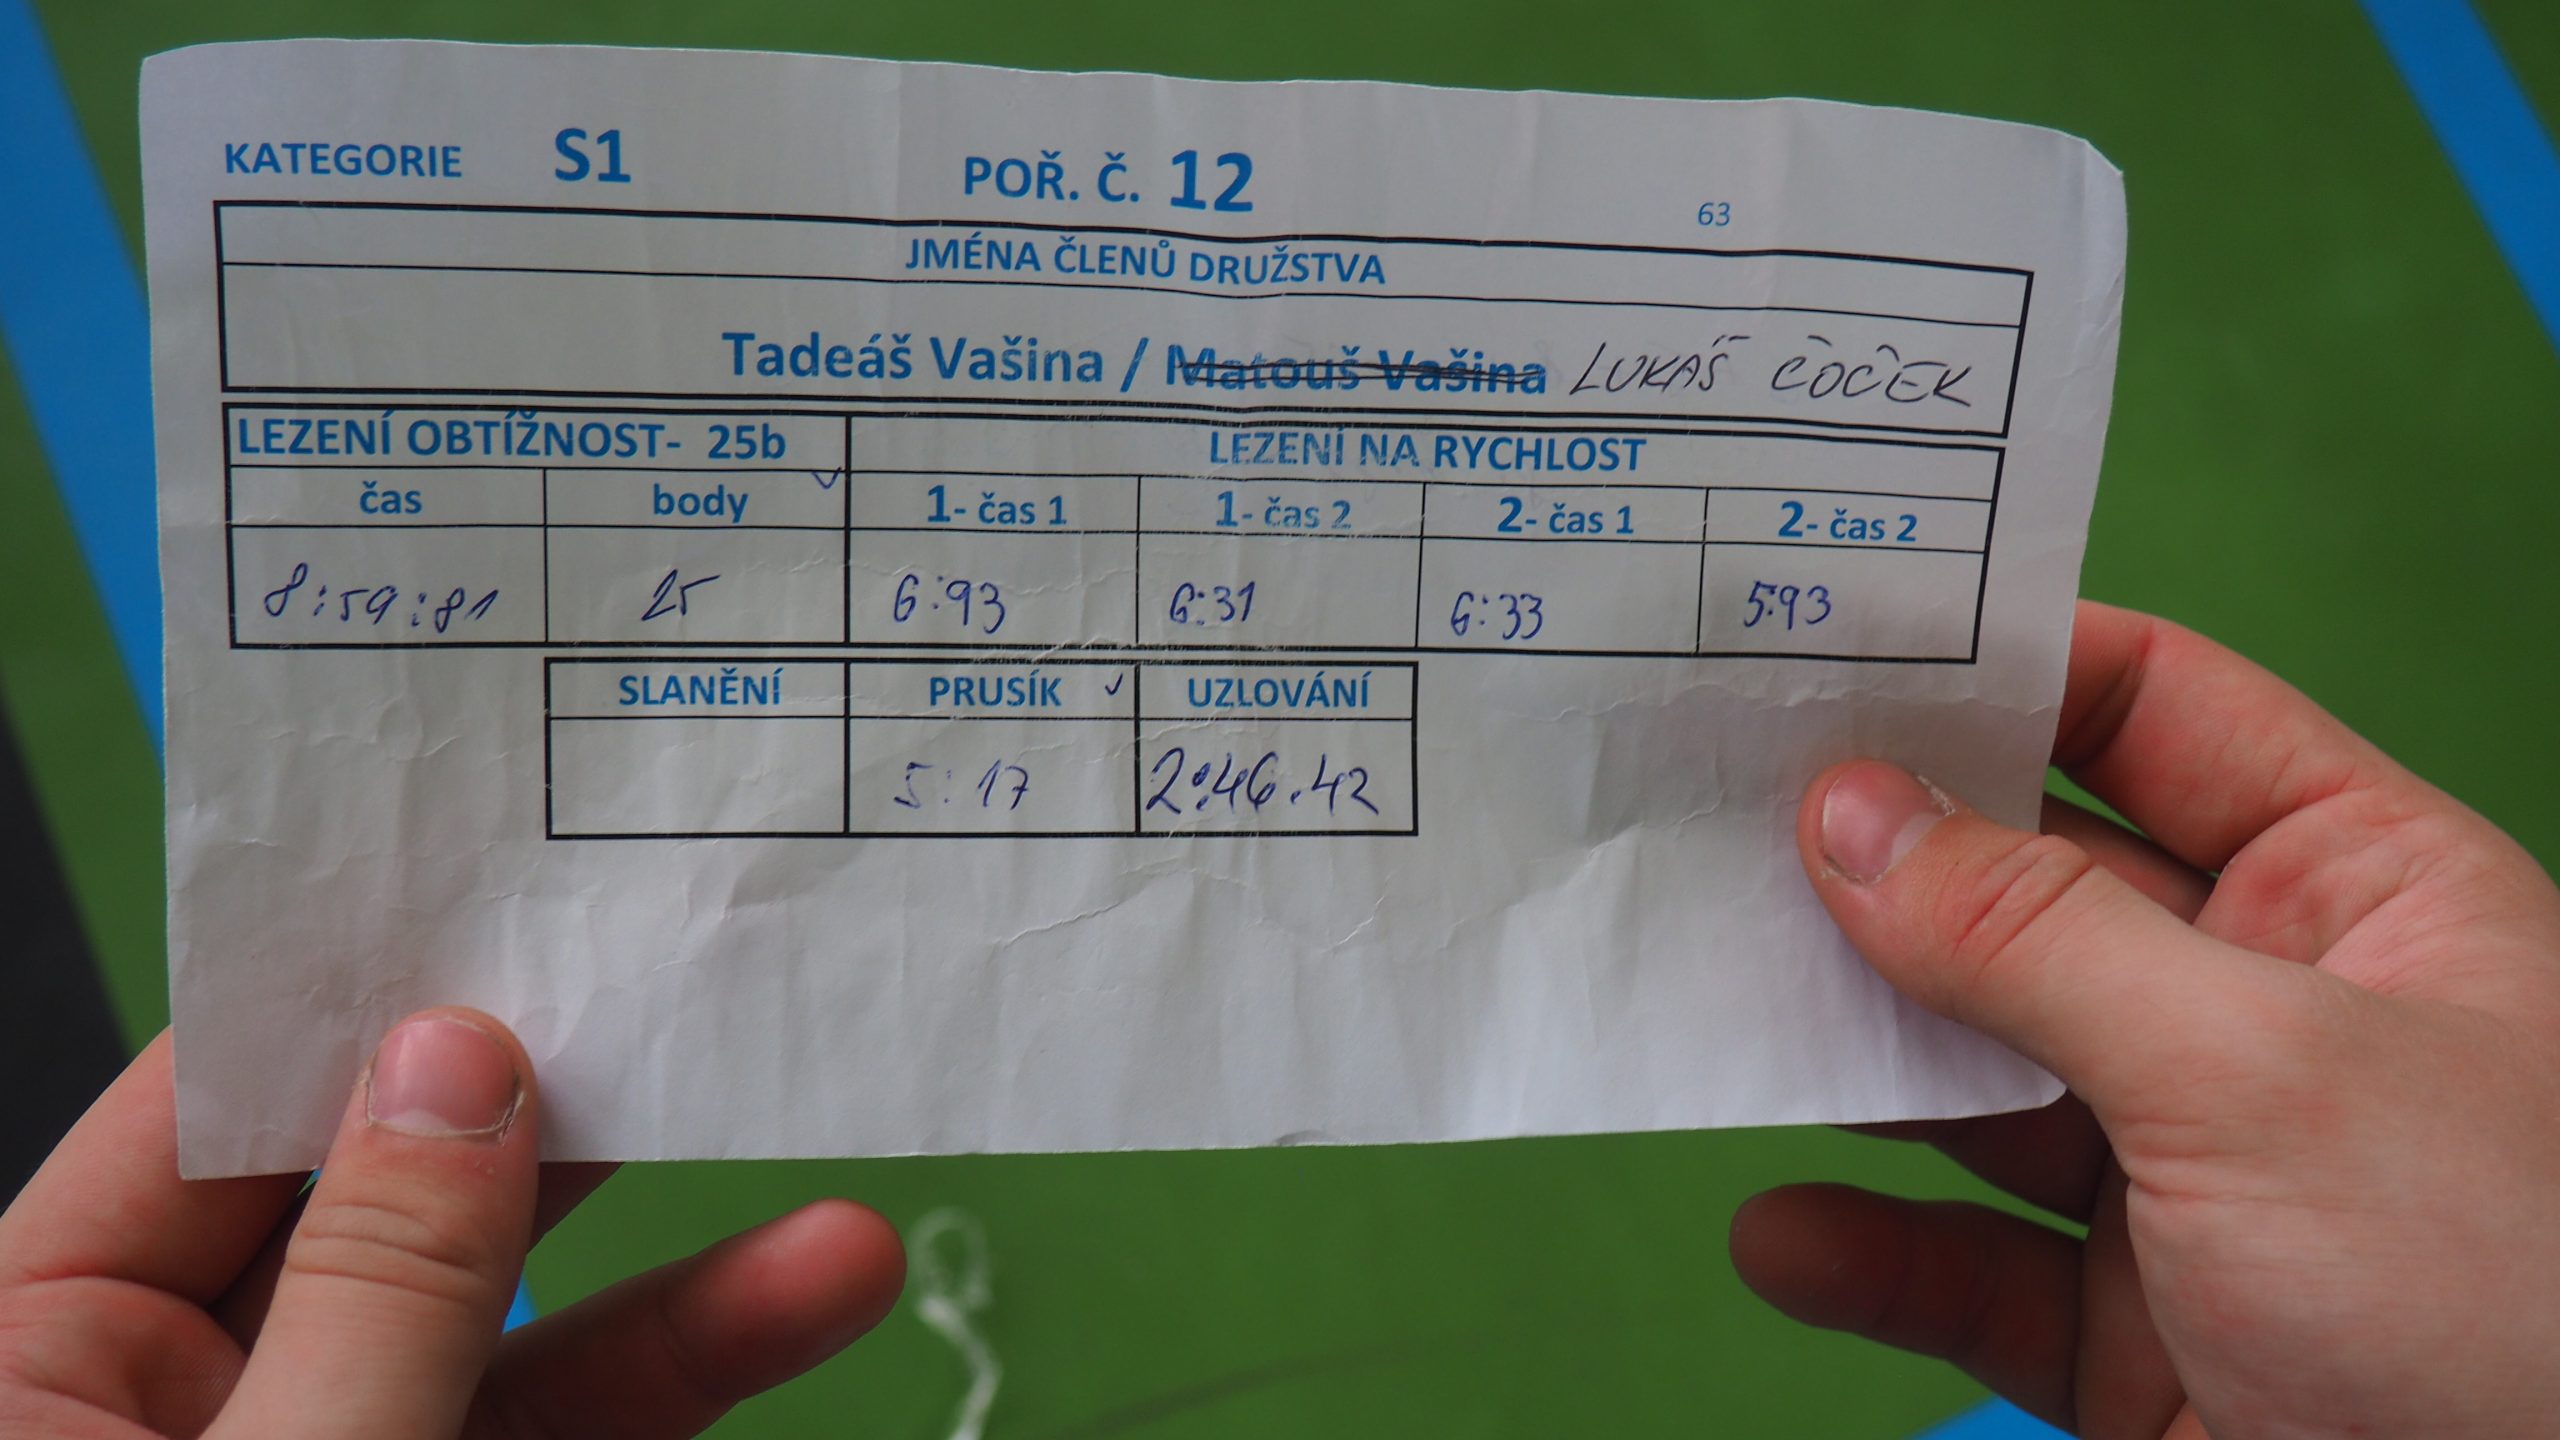 KATEGORIE S1 POŘ. Č. 12 63
JMÉNA ČLENŮ DRUŽSTVA
Tadeáš Vašina / Matouš Vašina LUKÁŠ ČOČEK
LEZENÍ OBTÍŽNOST- 25b LEZENÍ NA RYCHLOST
čas body 1- čas 1 1- čas 2 2- čas 1 2- čas 2
8:59:81 25 6:93 6:31 6:33 5:93
SLANĚNÍ PRUSÍK UZLOVÁNÍ
5:17 2:46.42